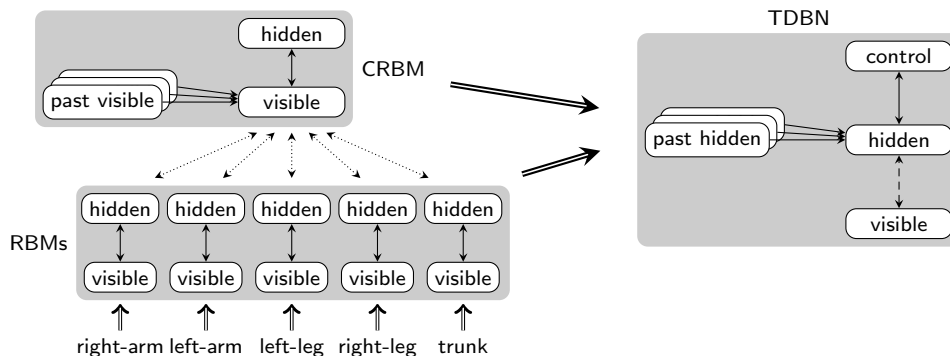 TDBN
hidden
CRBM
past visible
visible
control
past hidden
hidden
visible
RBMs
hidden hidden hidden hidden hidden
visible visible visible visible visible
right-arm left-arm left-leg right-leg trunk